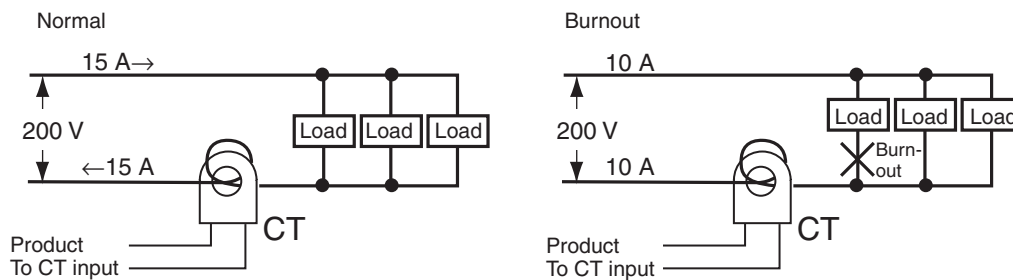 Normal
15 A→
200 V
Load Load Load
←15 A
CT
Product
To CT input
Burnout
10 A
200 V
Load Load Load
Burn-
out
10 A
CT
Product
To CT input